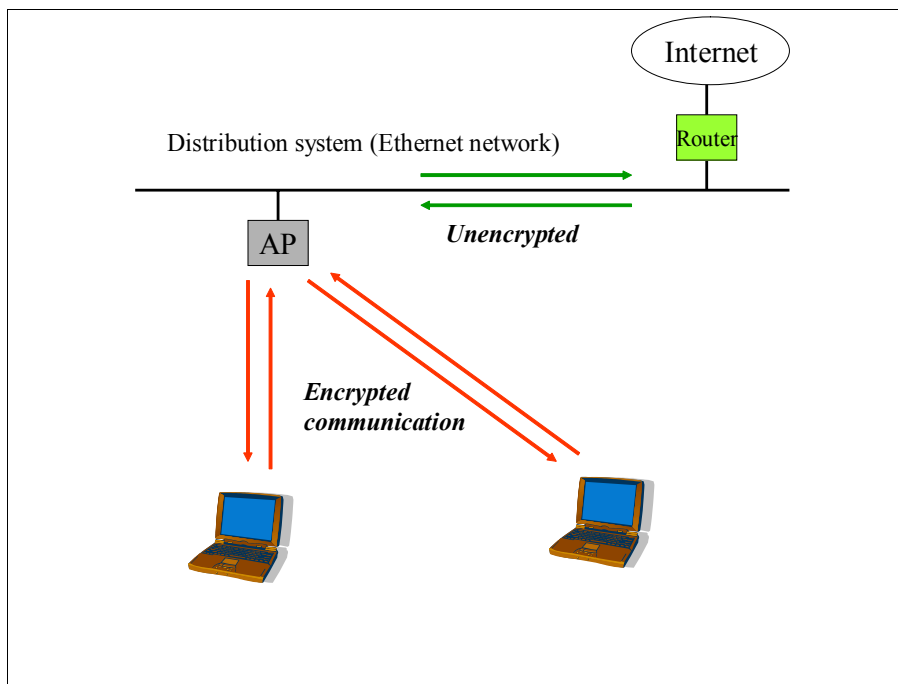 Internet
Router
Distribution system (Ethernet network)
Unencrypted
AP
Encrypted
communication